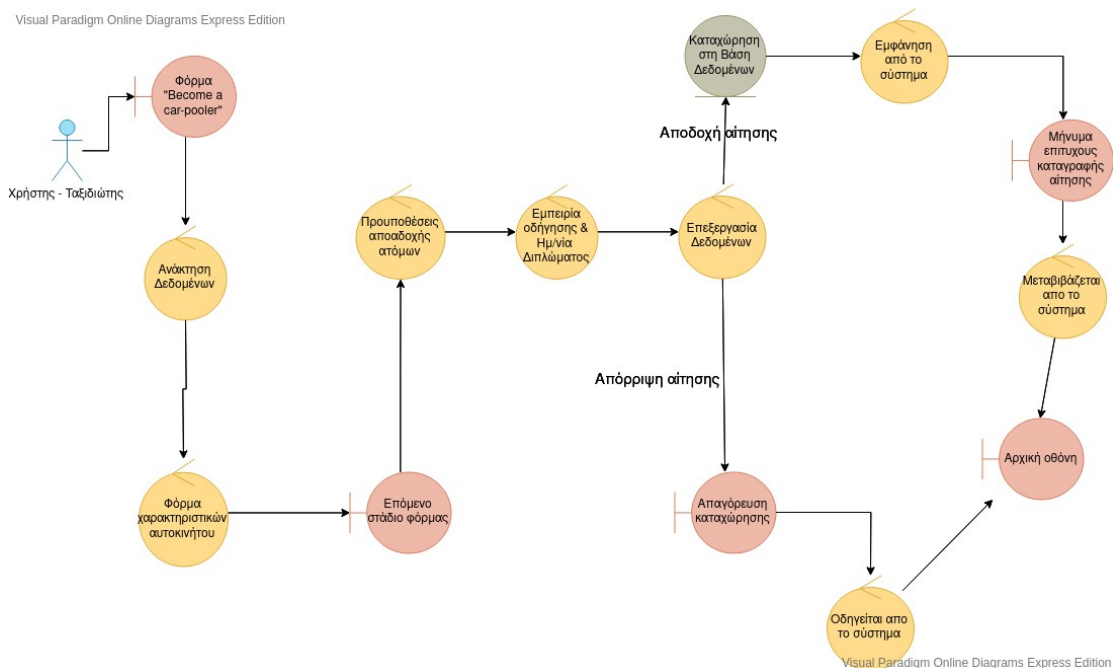 Visual Paradigm Online Diagrams Express Edition
Φόρμα
"Become a
car-pooler"
Χρήστης - Ταξιδιώτης
Ανάκτηση
Δεδομένων
Φόρμα
χαρακτηριστικών
αυτοκινήτου
Επόμενο
στάδιο φόρμας
Προυποθέσεις
αποαδοχής
ατόμων
Εμπειρία
οδήγησης &
Ημ/νία
Διπλώματος
Επεξεργασία
Δεδομένων
Αποδοχή αίτησης
Καταχώρηση
στη Βάση
Δεδομένων
Εμφάνηση
από το
σύστημα
Μήνυμα
επιτυχους
καταγραφής
αίτησης
Μεταβιβάζεται
απο το
σύστημα
Αρχική οθόνη
Απόρριψη αίτησης
Απαγόρευση
καταχώρησης
Οδηγείται απο
το σύστημα
Visual Paradigm Online Diagrams Express Edition